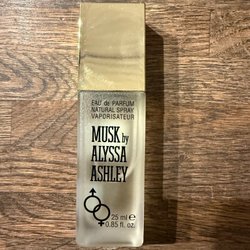 EAU de PARFUM
NATURAL SPRAY
VAPORISATEUR
MUSK by
ALYSSA
ASHLEY
25 ml e
0.85 fl. oz.